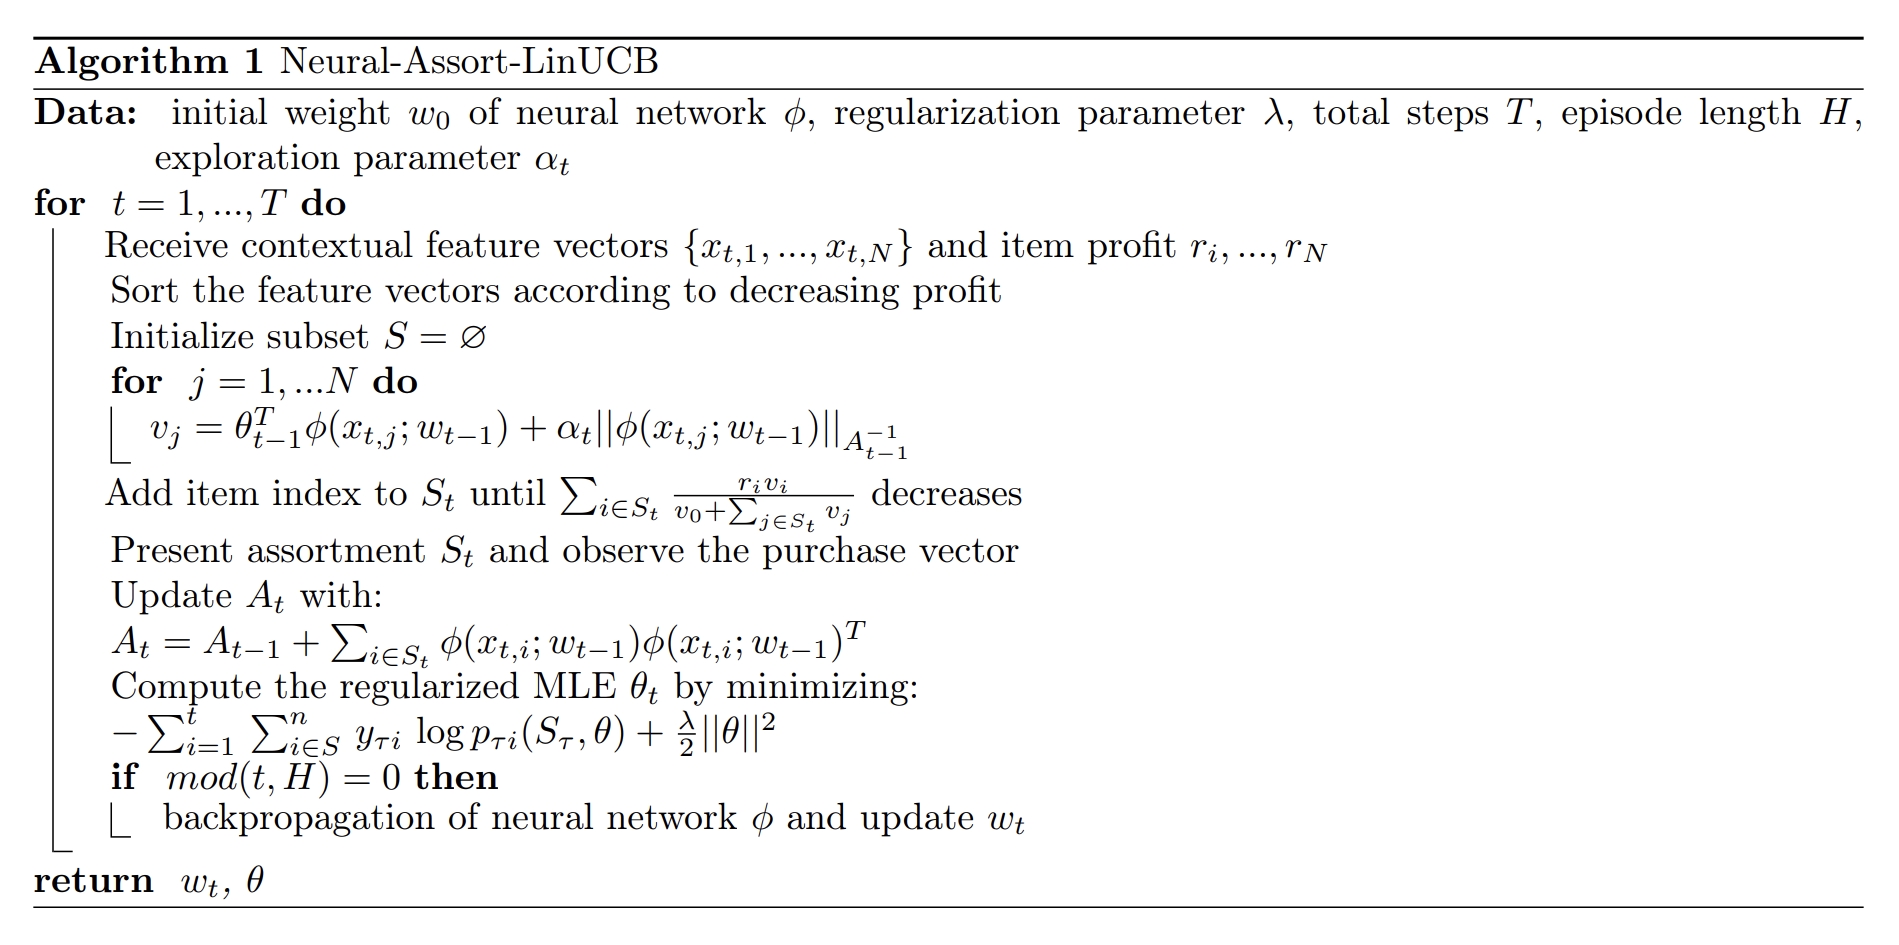 Algorithm 1 Neural-Assort-LinUCB
Data: initial weight $w_0$ of neural network $\phi$, regularization parameter $\lambda$, total steps $T$, episode length $H$,
exploration parameter $\alpha_t$
for $t = 1, ..., T$ do
Receive contextual feature vectors $\{x_{t,1}, ..., x_{t,N}\}$ and item profit $r_i, ..., r_N$
Sort the feature vectors according to decreasing profit
Initialize subset $S = \varnothing$
for $j = 1, ...N$ do
$v_j = \theta_{t-1}^T \phi(x_{t,j}; w_{t-1}) + \alpha_t ||\phi(x_{t,j}; w_{t-1})||_{A_{t-1}^{-1}}$
Add item index to $S_t$ until $\sum_{i \in S_t} \frac{r_i v_i}{v_0 + \sum_{j \in S_t} v_j}$ decreases
Present assortment $S_t$ and observe the purchase vector
Update $A_t$ with:
$A_t = A_{t-1} + \sum_{i \in S_t} \phi(x_{t,i}; w_{t-1}) \phi(x_{t,i}; w_{t-1})^T$
Compute the regularized MLE $\theta_t$ by minimizing:
$-\sum_{i=1}^{t} \sum_{i \in S}^{n} y_{\tau i} \log p_{\tau i}(S_\tau, \theta) + \frac{\lambda}{2} ||\theta||^2$
if $mod(t, H) = 0$ then
backpropagation of neural network $\phi$ and update $w_t$
return $w_t$, $\theta$